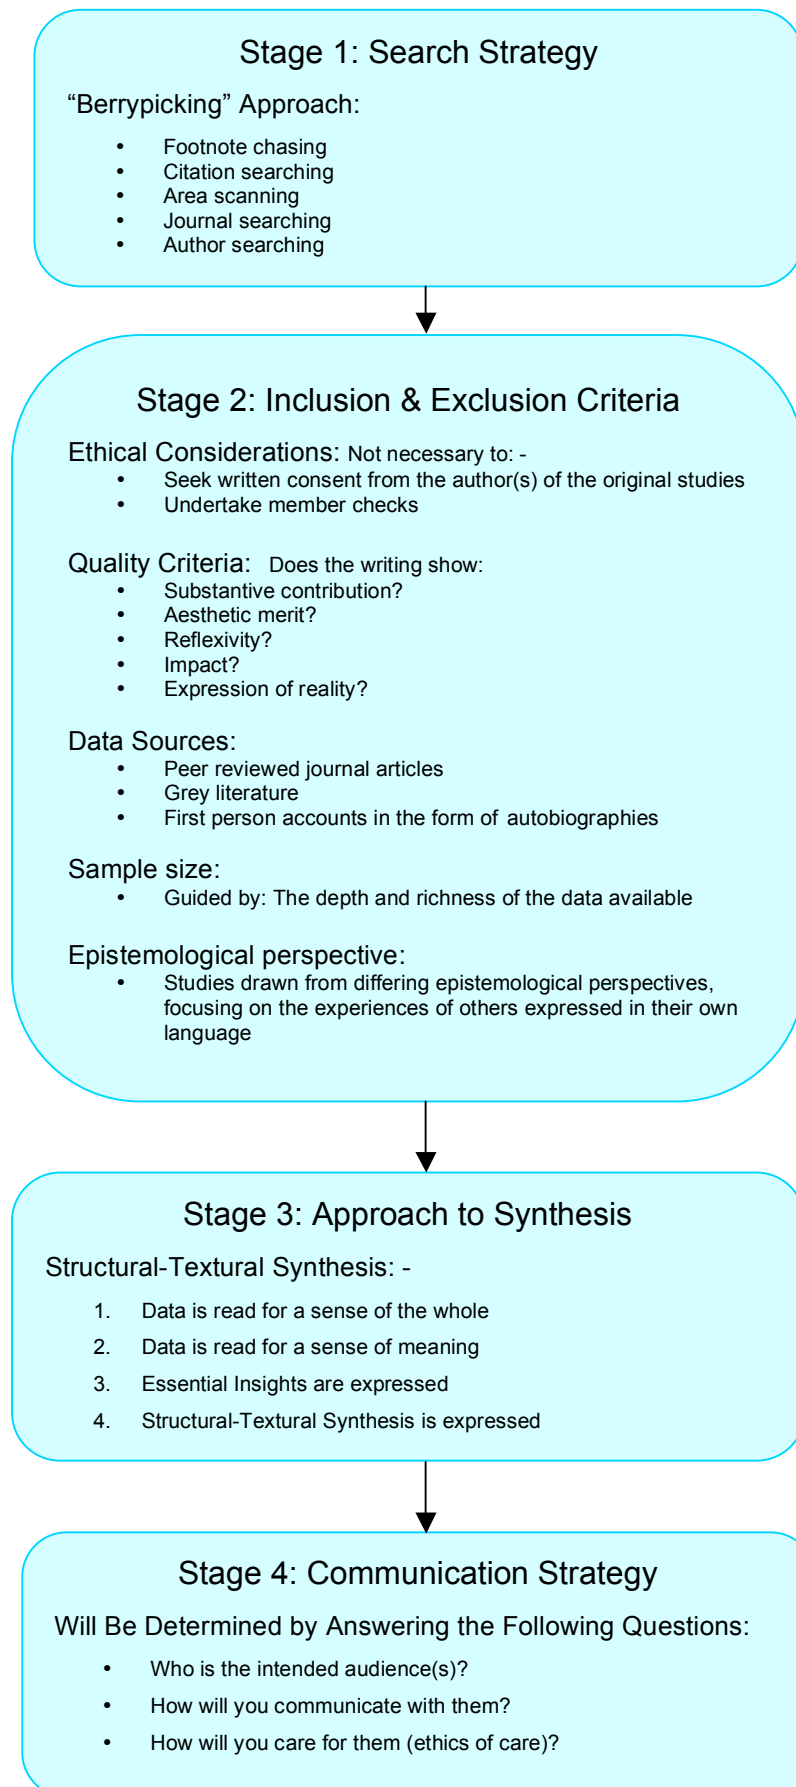 Stage 1: Search Strategy
“Berrypicking” Approach:
• Footnote chasing
• Citation searching
• Area scanning
• Journal searching
• Author searching
Stage 2: Inclusion & Exclusion Criteria
Ethical Considerations: Not necessary to: -
• Seek written consent from the author(s) of the original studies
• Undertake member checks
Quality Criteria: Does the writing show:
• Substantive contribution?
• Aesthetic merit?
• Reflexivity?
• Impact?
• Expression of reality?
Data Sources:
• Peer reviewed journal articles
• Grey literature
• First person accounts in the form of autobiographies
Sample size:
• Guided by: The depth and richness of the data available
Epistemological perspective:
• Studies drawn from differing epistemological perspectives,
focusing on the experiences of others expressed in their own
language
Stage 3: Approach to Synthesis
Structural-Textural Synthesis: -
1. Data is read for a sense of the whole
2. Data is read for a sense of meaning
3. Essential Insights are expressed
4. Structural-Textural Synthesis is expressed
Stage 4: Communication Strategy
Will Be Determined by Answering the Following Questions:
• Who is the intended audience(s)?
• How will you communicate with them?
• How will you care for them (ethics of care)?